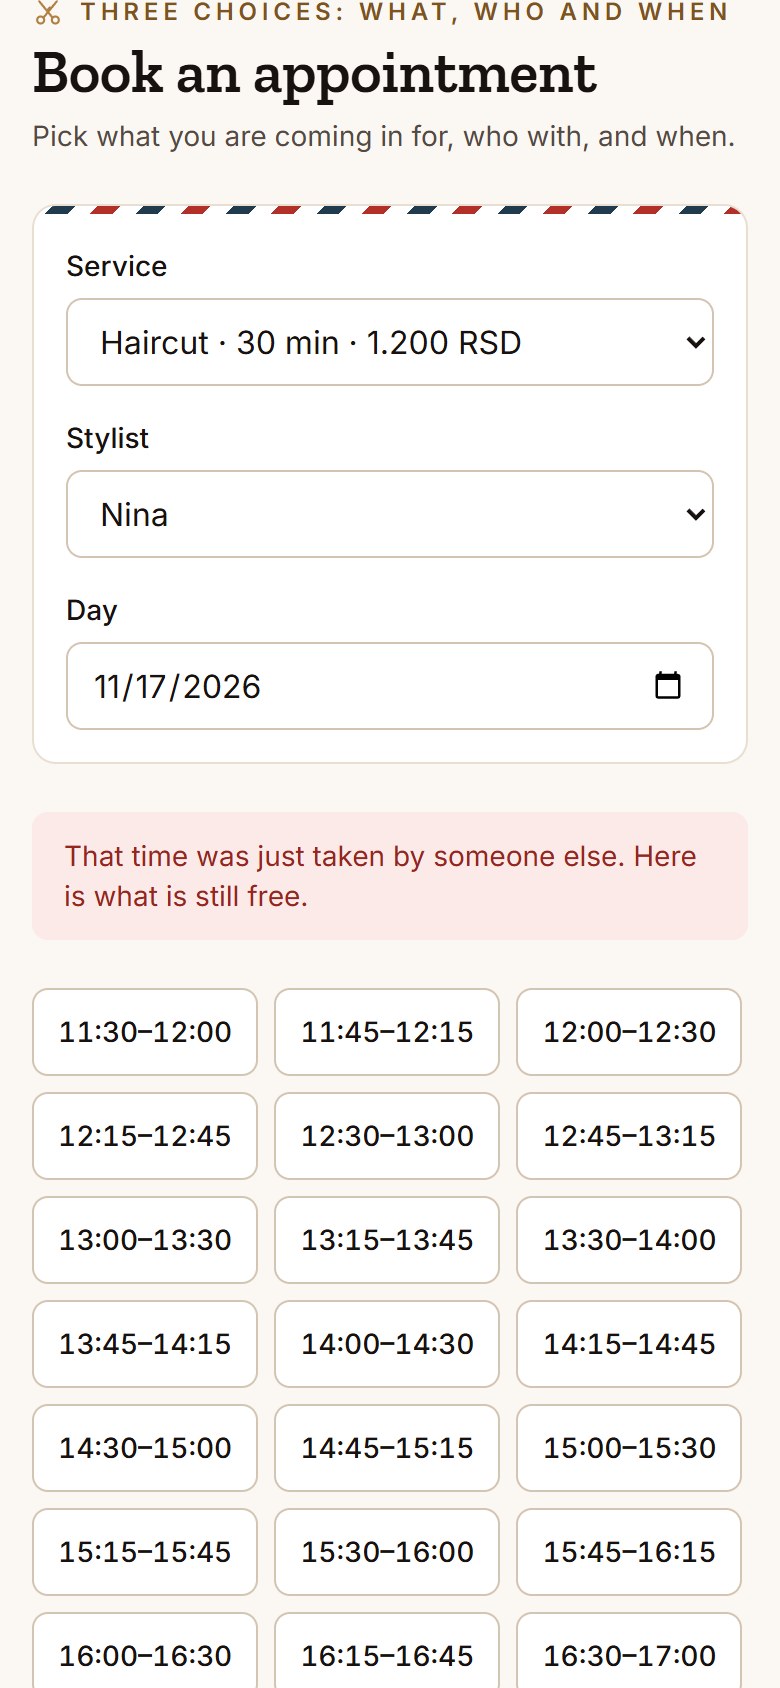 THREE CHOICES: WHAT, WHO AND WHEN
Book an appointment
Pick what you are coming in for, who with, and when.
Service
Haircut · 30 min · 1.200 RSD
Stylist
Nina
Day
11/17/2026
That time was just taken by someone else. Here
is what is still free.
11:30–12:00 11:45–12:15 12:00–12:30
12:15–12:45 12:30–13:00 12:45–13:15
13:00–13:30 13:15–13:45 13:30–14:00
13:45–14:15 14:00–14:30 14:15–14:45
14:30–15:00 14:45–15:15 15:00–15:30
15:15–15:45 15:30–16:00 15:45–16:15
16:00–16:30 16:15–16:45 16:30–17:00